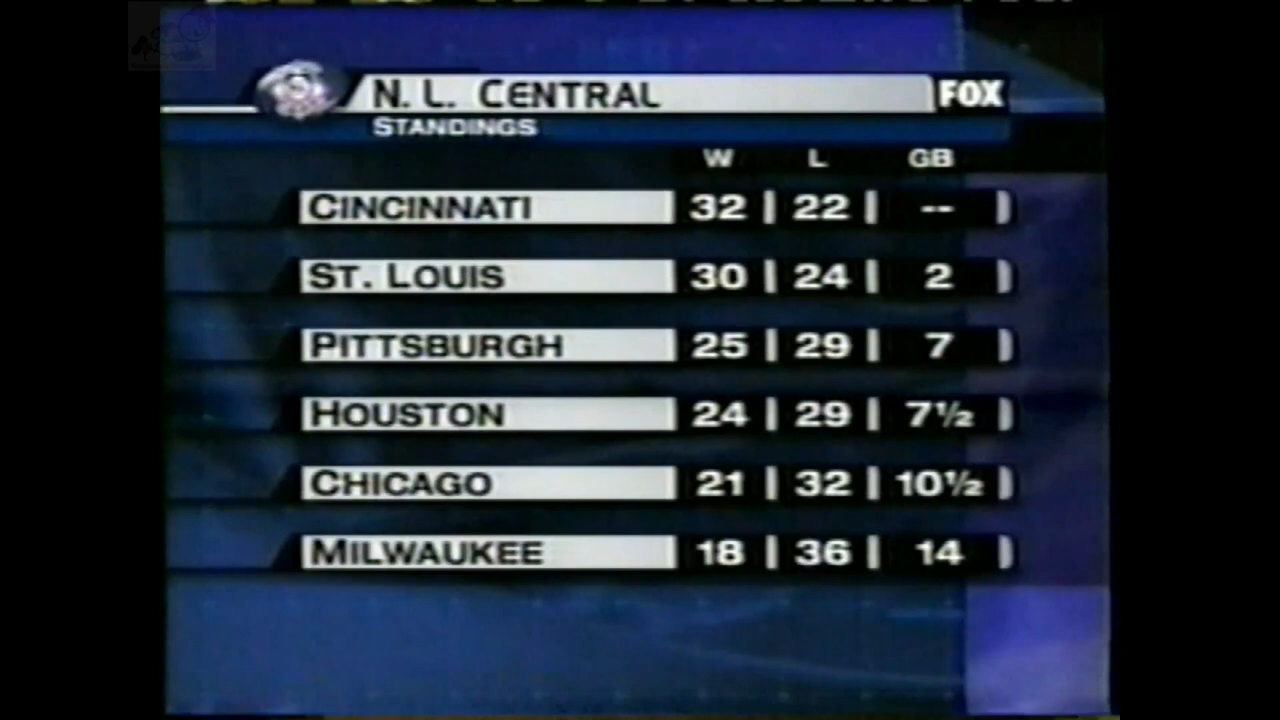 N. L. CENTRAL FOX
STANDINGS
W L GB
CINCINNATI 32 22 --
ST. LOUIS 30 24 2
PITTSBURGH 25 29 7
HOUSTON 24 29 7½
CHICAGO 21 32 10½
MILWAUKEE 18 36 14